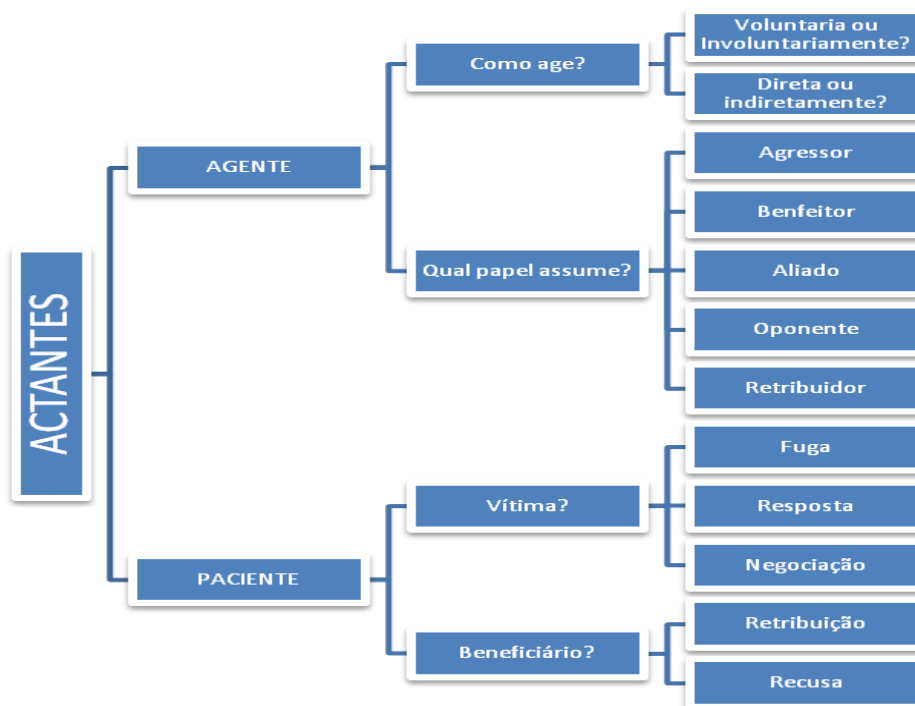 ACTANTES
AGENTE
Como age?
Voluntaria ou
Involuntariamente?
Direta ou
indiretamente?
Qual papel assume?
Agressor
Benfeitor
Aliado
Oponente
Retribuidor
PACIENTE
Vítima?
Fuga
Resposta
Negociação
Beneficiário?
Retribuição
Recusa